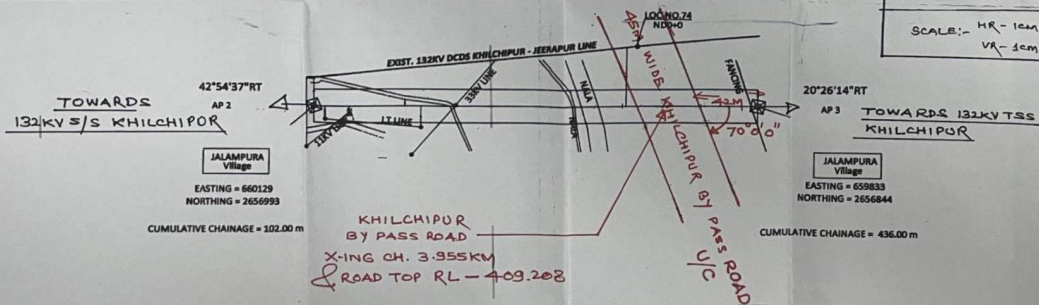 SCALE:- HR - 1cm
VR - 1cm
LOC NO.74
ND0+0
EXIST. 132KV DCDS KHILCHIPUR - JEERAPUR LINE
42°54'37"RT
AP 2
TOWARDS
132KV S/S KHILCHIPOR
33KV LINE
LT LINE
NALA
45M WIDE KHILCHIPUR BY PASS ROAD
U/C
FANCING
42M
70°0'0"
20°26'14"RT
AP 3
TOWARDS 132KV TSS
KHILCHIPUR
JALAMPURA
Village
EASTING = 660129
NORTHING = 2656993
CUMULATIVE CHAINAGE = 102.00 m
JALAMPURA
Village
EASTING = 659833
NORTHING = 2656844
CUMULATIVE CHAINAGE = 436.00 m
KHILCHIPUR
BY PASS ROAD
X-ING CH. 3.955KM
& ROAD TOP RL - 409.208